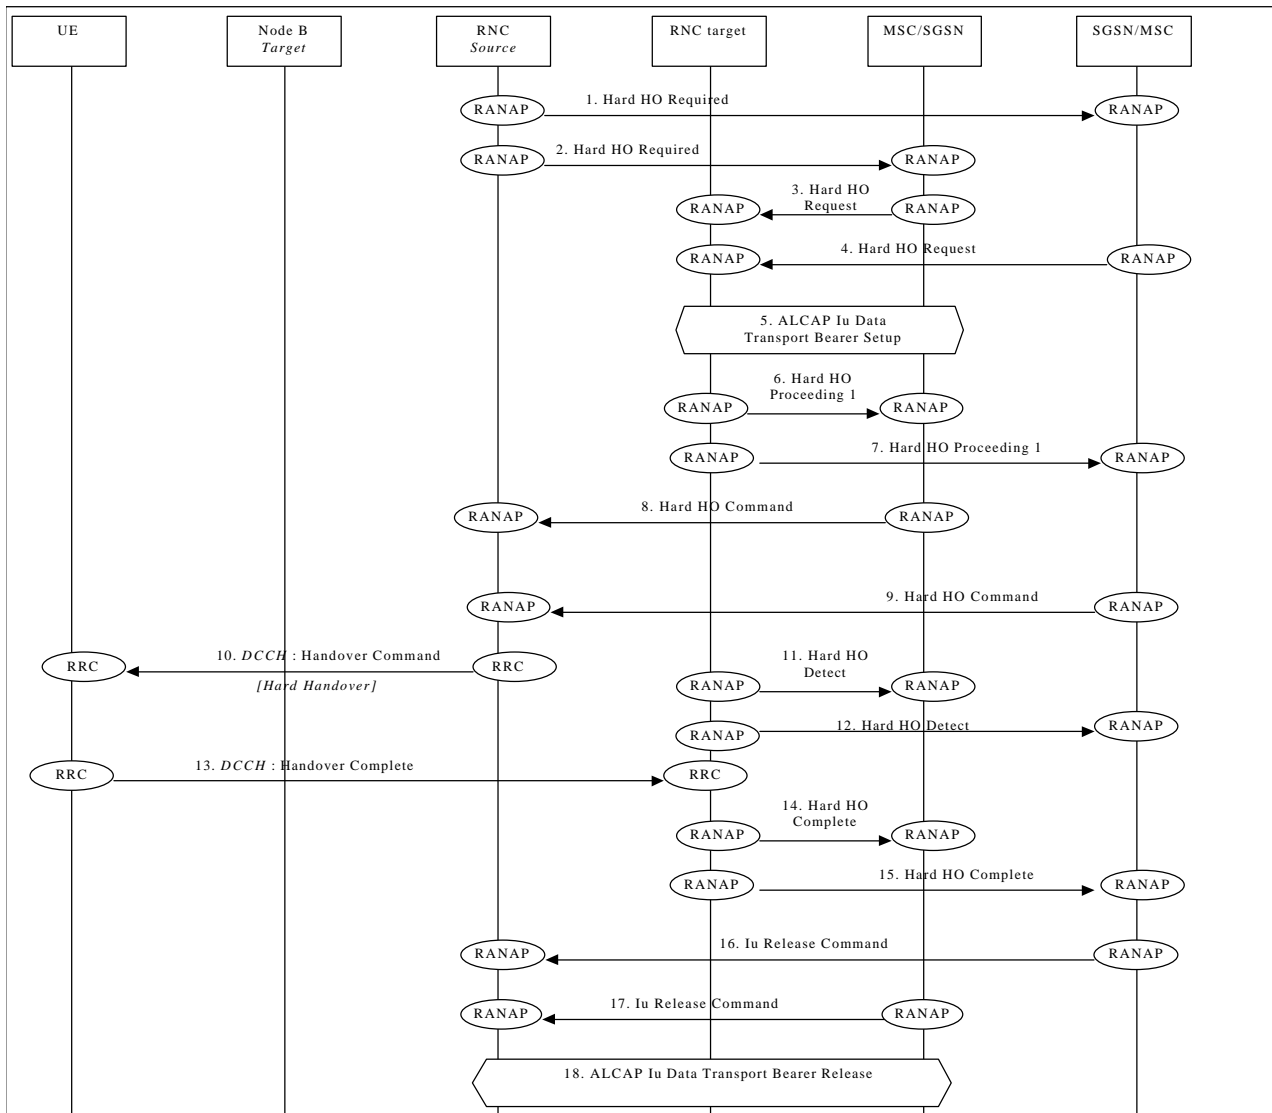 UE
Node B
Target
RNC
Source
RNC target
MSC/SGSN
SGSN/MSC
RANAP
1. Hard HO Required
RANAP
RANAP
2. Hard HO Required
RANAP
RANAP
3. Hard HO
Request
RANAP
RANAP
4. Hard HO Request
RANAP
5. ALCAP Iu Data
Transport Bearer Setup
RANAP
6. Hard HO
Proceeding 1
RANAP
RANAP
7. Hard HO Proceeding 1
RANAP
RANAP
8. Hard HO Command
RANAP
RANAP
9. Hard HO Command
RANAP
RRC
10. DCCH : Handover Command
[Hard Handover]
RRC
RANAP
11. Hard HO
Detect
RANAP
RANAP
12. Hard HO Detect
RANAP
RRC
13. DCCH : Handover Complete
RRC
RANAP
14. Hard HO
Complete
RANAP
RANAP
15. Hard HO Complete
RANAP
RANAP
16. Iu Release Command
RANAP
RANAP
17. Iu Release Command
RANAP
18. ALCAP Iu Data Transport Bearer Release